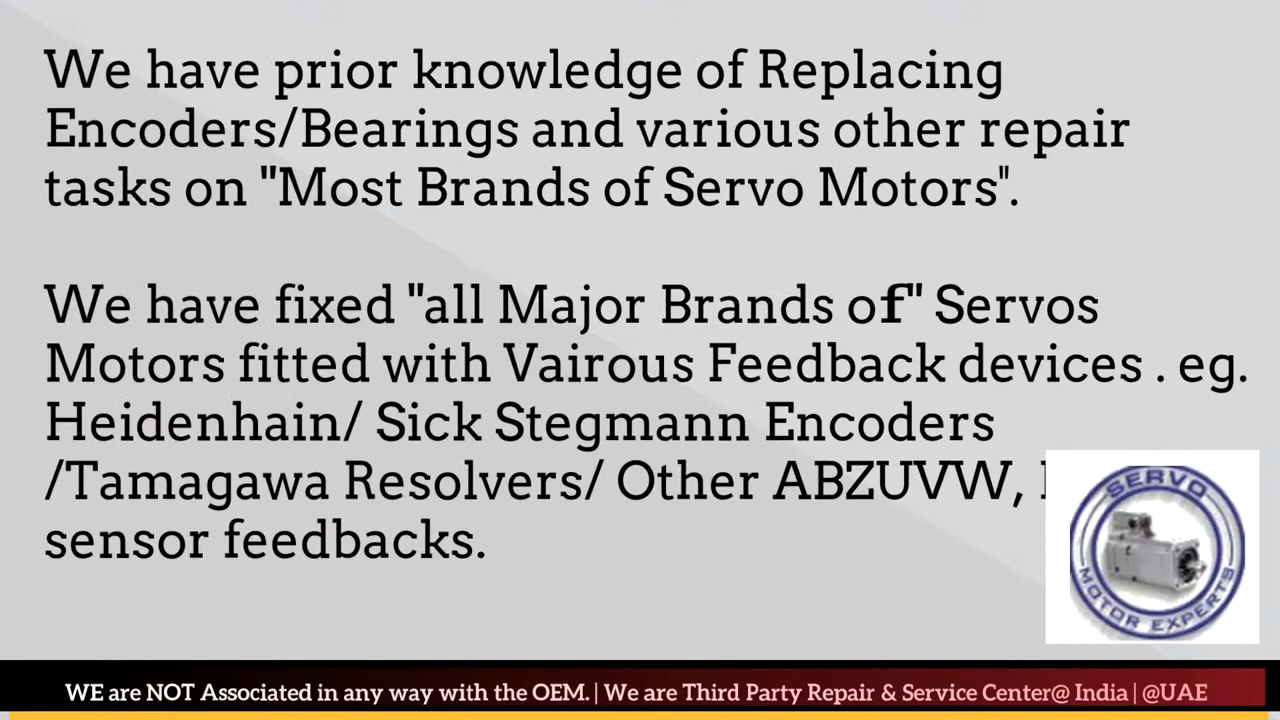 We have prior knowledge of Replacing
Encoders/Bearings and various other repair
tasks on "Most Brands of Servo Motors".
We have fixed "all Major Brands of" Servos
Motors fitted with Vairous Feedback devices . eg.
Heidenhain/ Sick Stegmann Encoders
/Tamagawa Resolvers/ Other ABZUVW,
sensor feedbacks.
SERVO
MOTOR EXPERTS
WE are NOT Associated in any way with the OEM. | We are Third Party Repair & Service Center@ India | @UAE